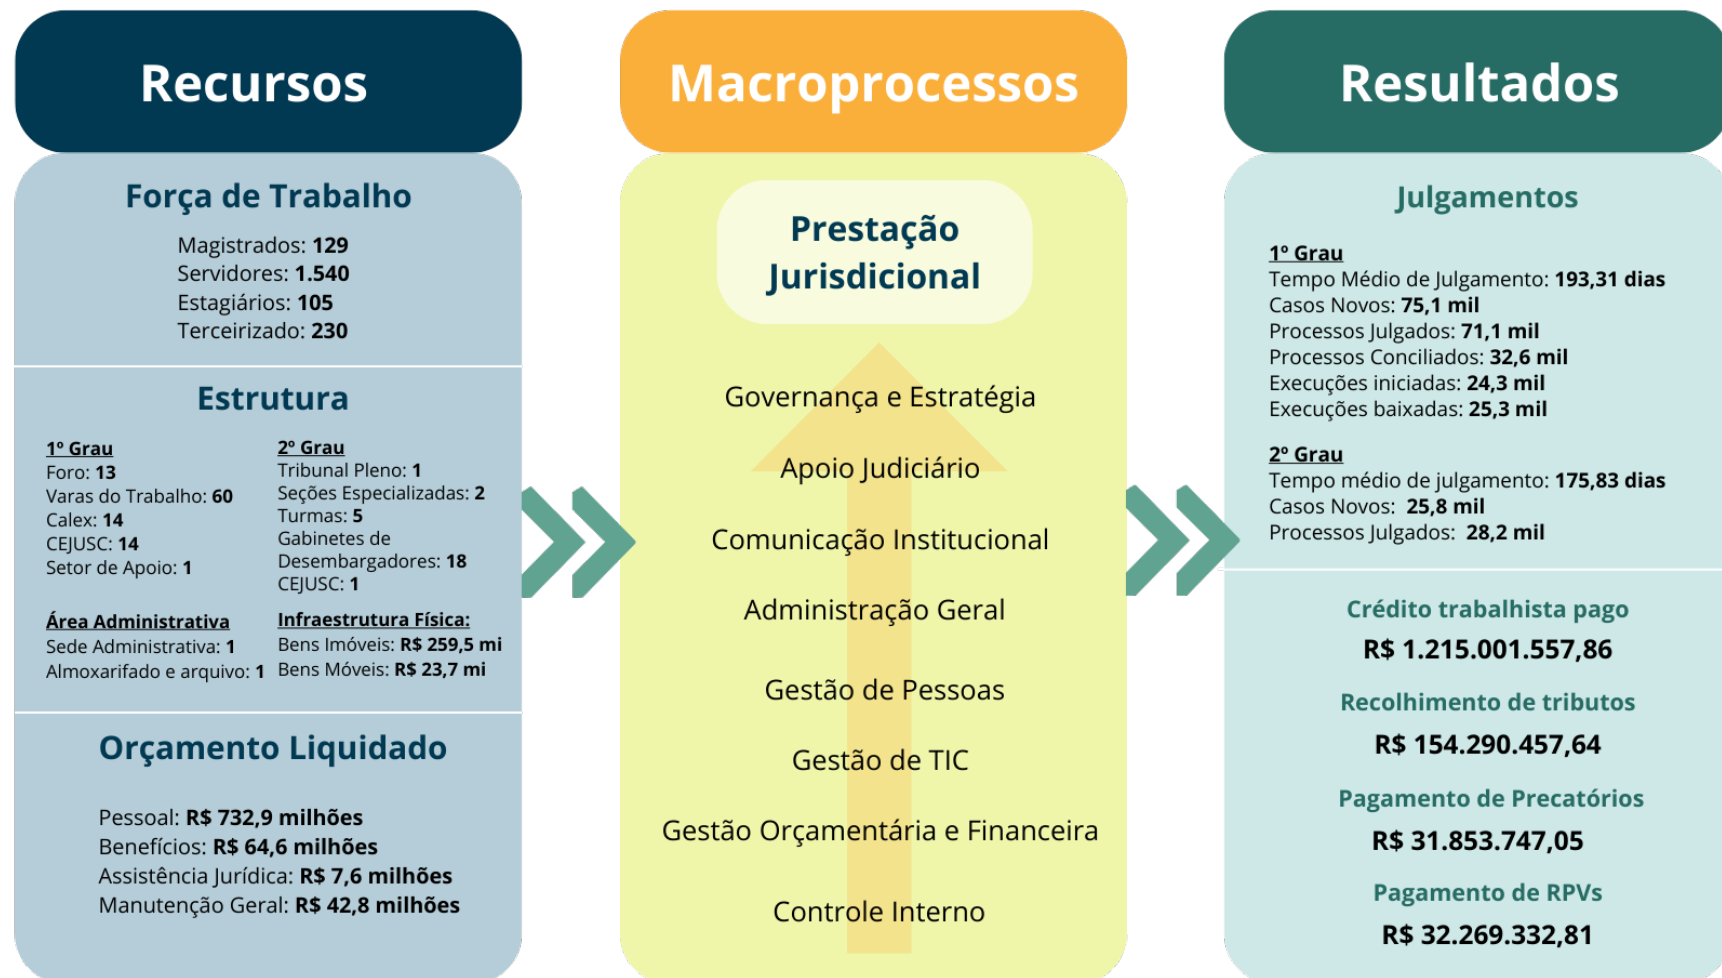 Recursos
Força de Trabalho
Magistrados: 129
Servidores: 1.540
Estagiários: 105
Terceirizado: 230
Estrutura
1º Grau
Foro: 13
Varas do Trabalho: 60
Calex: 14
CEJUSC: 14
Setor de Apoio: 1
2º Grau
Tribunal Pleno: 1
Seções Especializadas: 2
Turmas: 5
Gabinetes de
Desembargadores: 18
CEJUSC: 1
Área Administrativa
Sede Administrativa: 1
Almoxarifado e arquivo: 1
Infraestrutura Física:
Bens Imóveis: R$ 259,5 mi
Bens Móveis: R$ 23,7 mi
Orçamento Liquidado
Pessoal: R$ 732,9 milhões
Benefícios: R$ 64,6 milhões
Assistência Jurídica: R$ 7,6 milhões
Manutenção Geral: R$ 42,8 milhões
Macroprocessos
Prestação
Jurisdicional
Governança e Estratégia
Apoio Judiciário
Comunicação Institucional
Administração Geral
Gestão de Pessoas
Gestão de TIC
Gestão Orçamentária e Financeira
Controle Interno
Resultados
Julgamentos
1º Grau
Tempo Médio de Julgamento: 193,31 dias
Casos Novos: 75,1 mil
Processos Julgados: 71,1 mil
Processos Conciliados: 32,6 mil
Execuções iniciadas: 24,3 mil
Execuções baixadas: 25,3 mil
2º Grau
Tempo médio de julgamento: 175,83 dias
Casos Novos: 25,8 mil
Processos Julgados: 28,2 mil
Crédito trabalhista pago
R$ 1.215.001.557,86
Recolhimento de tributos
R$ 154.290.457,64
Pagamento de Precatórios
R$ 31.853.747,05
Pagamento de RPVs
R$ 32.269.332,81